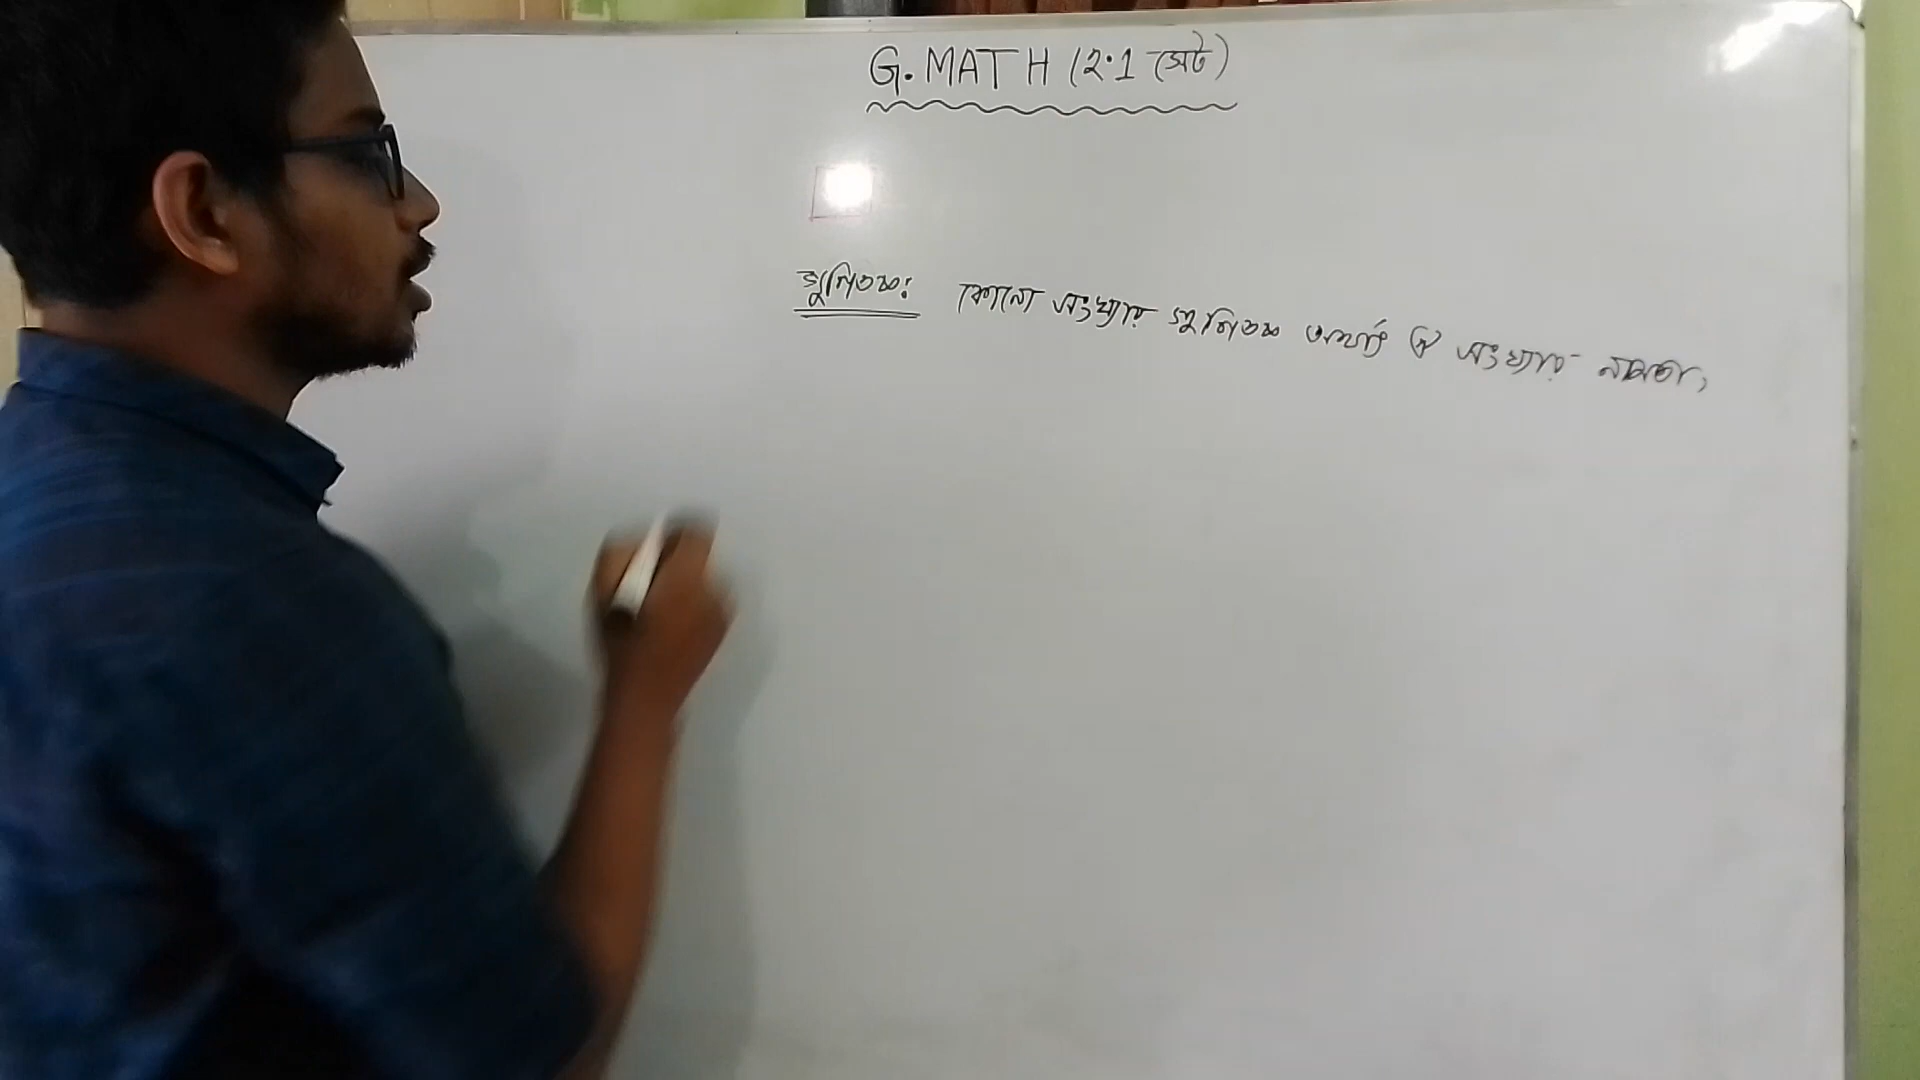 G. MATH (2.1 সেট)
গুণিতকঃ কোনো সংখ্যার গুণিতক অর্থাৎ ঐ সংখ্যার নামতা,